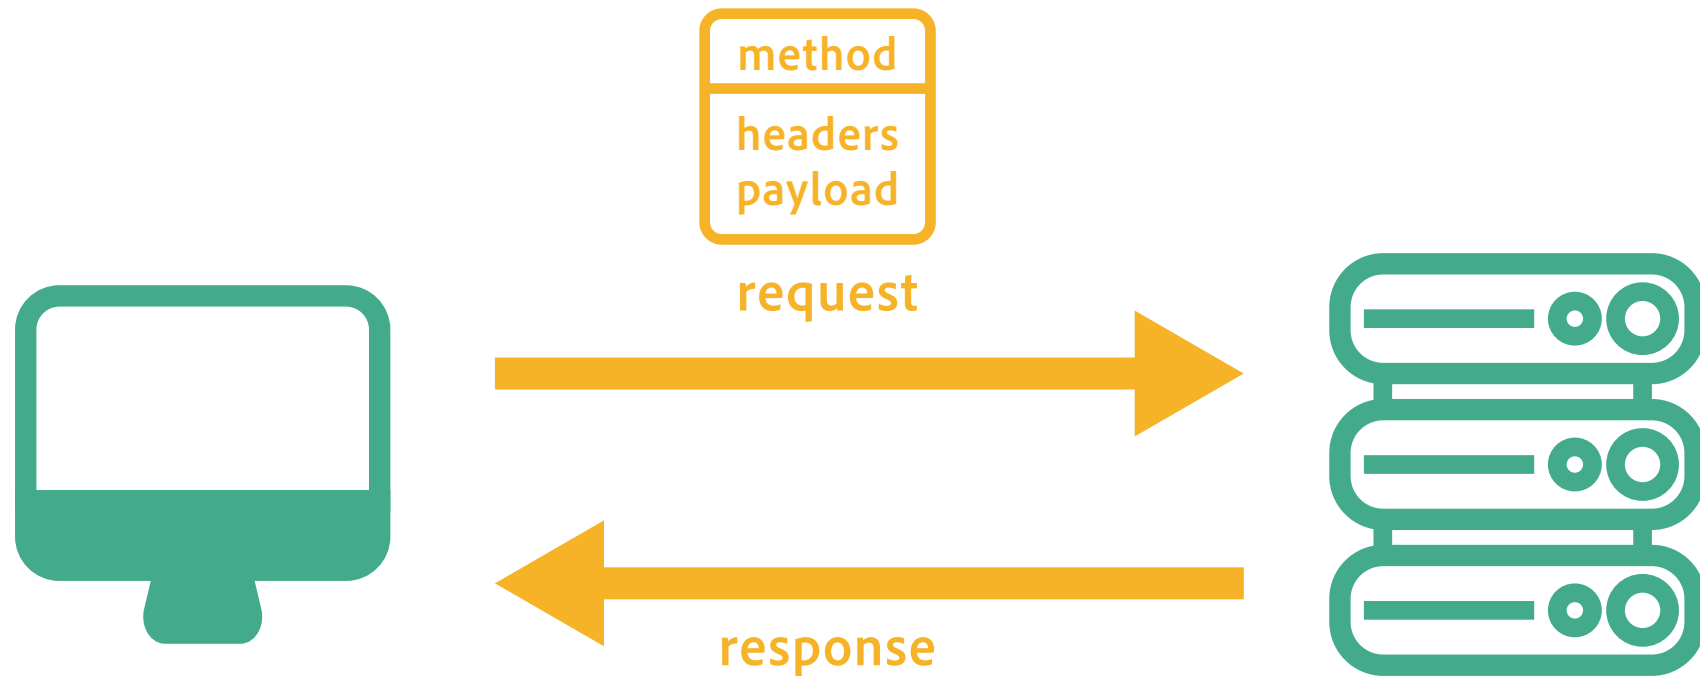 method
headers
payload
request
response